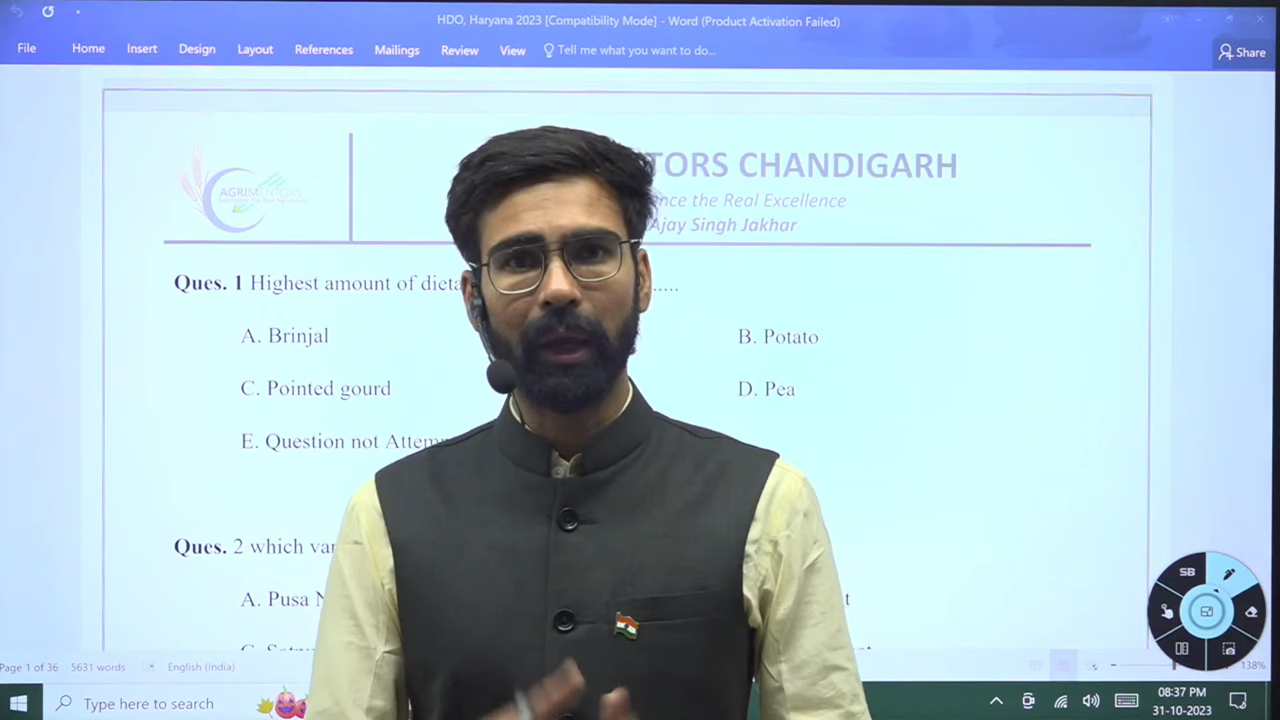 HDO, Haryana 2023 [Compatibility Mode] - Word (Product Activation Failed)
File Home Insert Design Layout References Mailings Review View Tell me what you want to do... Share
AGRIMENTORS
TORS CHANDIGARH
nce the Real Excellence
Ajay Singh Jakhar
Ques. 1 Highest amount of dieta ......
A. Brinjal B. Potato
C. Pointed gourd D. Pea
E. Question not Attem
Ques. 2 which var
A. Pusa N t
Page 1 of 36 5631 words English (India) 138%
SB
Type here to search
08:37 PM
31-10-2023